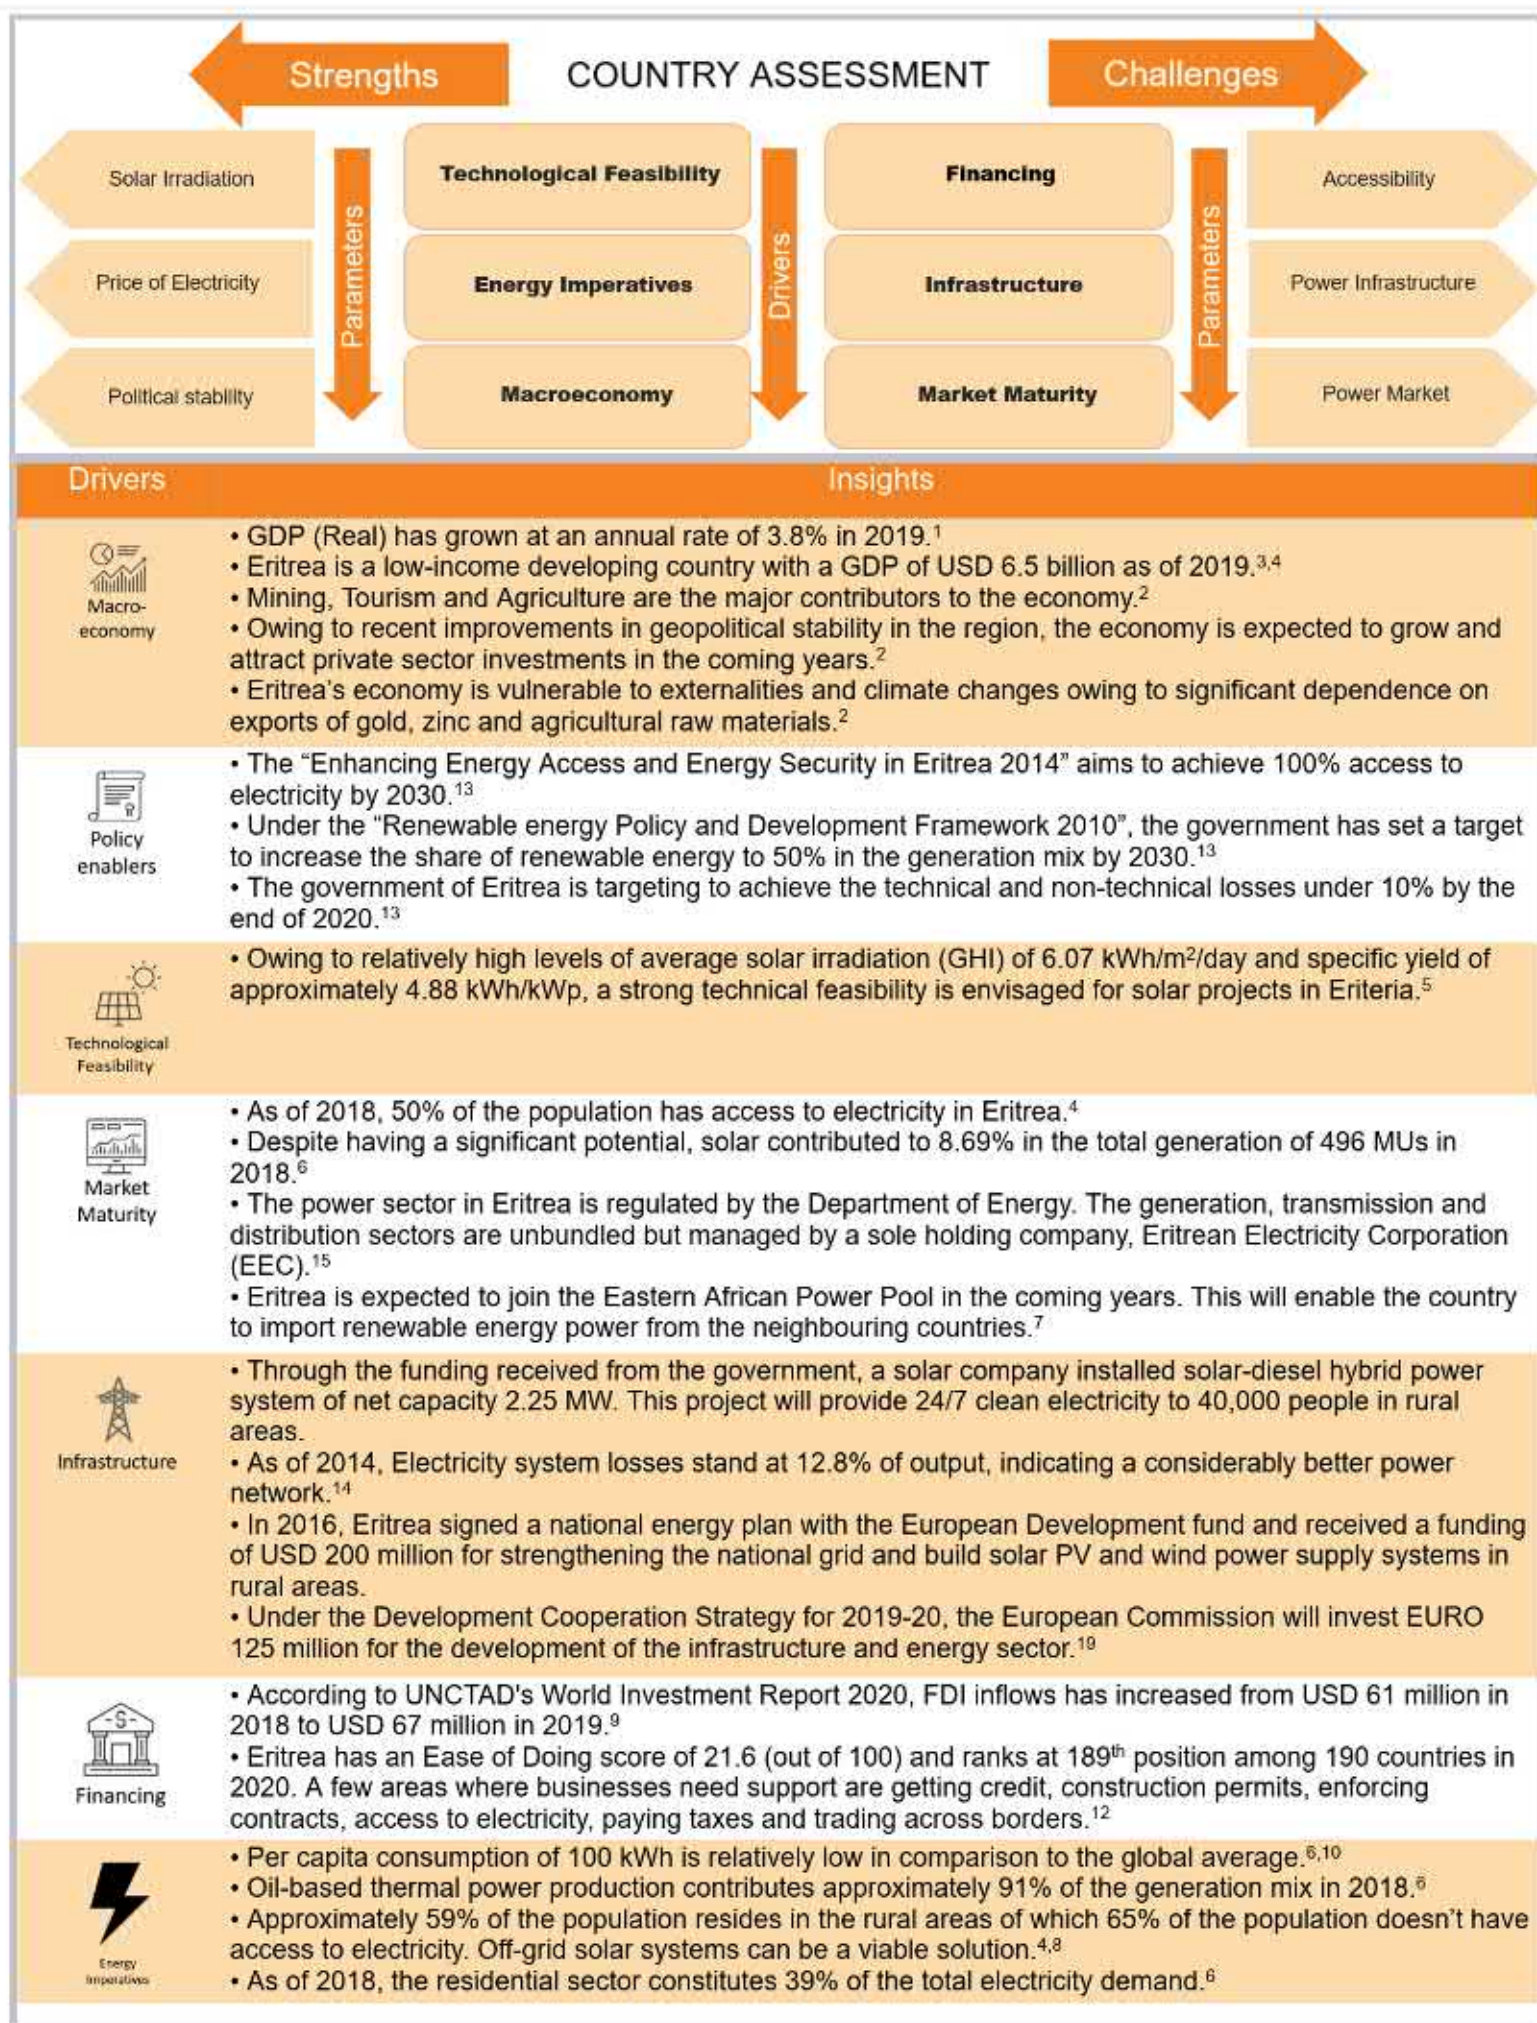 Strengths
COUNTRY ASSESSMENT
Challenges
Solar Irradiation
Parameters
Technological Feasibility
Drivers
Financing
Parameters
Accessibility
Price of Electricity
Energy Imperatives
Infrastructure
Power Infrastructure
Political stability
Macroeconomy
Market Maturity
Power Market
Drivers
Insights
Macro-
economy
• GDP (Real) has grown at an annual rate of 3.8% in 2019.¹
• Eritrea is a low-income developing country with a GDP of USD 6.5 billion as of 2019.³,⁴
• Mining, Tourism and Agriculture are the major contributors to the economy.²
• Owing to recent improvements in geopolitical stability in the region, the economy is expected to grow and
attract private sector investments in the coming years.²
• Eritrea's economy is vulnerable to externalities and climate changes owing to significant dependence on
exports of gold, zinc and agricultural raw materials.²
Policy
enablers
• The “Enhancing Energy Access and Energy Security in Eritrea 2014” aims to achieve 100% access to
electricity by 2030.¹³
• Under the “Renewable energy Policy and Development Framework 2010”, the government has set a target
to increase the share of renewable energy to 50% in the generation mix by 2030.¹³
• The government of Eritrea is targeting to achieve the technical and non-technical losses under 10% by the
end of 2020.¹³
Technological
Feasibility
• Owing to relatively high levels of average solar irradiation (GHI) of 6.07 kWh/m²/day and specific yield of
approximately 4.88 kWh/kWp, a strong technical feasibility is envisaged for solar projects in Eriteria.⁵
Market
Maturity
• As of 2018, 50% of the population has access to electricity in Eritrea.⁴
• Despite having a significant potential, solar contributed to 8.69% in the total generation of 496 MUs in
2018.⁶
• The power sector in Eritrea is regulated by the Department of Energy. The generation, transmission and
distribution sectors are unbundled but managed by a sole holding company, Eritrean Electricity Corporation
(EEC).¹⁵
• Eritrea is expected to join the Eastern African Power Pool in the coming years. This will enable the country
to import renewable energy power from the neighbouring countries.⁷
Infrastructure
• Through the funding received from the government, a solar company installed solar-diesel hybrid power
system of net capacity 2.25 MW. This project will provide 24/7 clean electricity to 40,000 people in rural
areas.
• As of 2014, Electricity system losses stand at 12.8% of output, indicating a considerably better power
network.¹⁴
• In 2016, Eritrea signed a national energy plan with the European Development fund and received a funding
of USD 200 million for strengthening the national grid and build solar PV and wind power supply systems in
rural areas.
• Under the Development Cooperation Strategy for 2019-20, the European Commission will invest EURO
125 million for the development of the infrastructure and energy sector.¹⁹
Financing
• According to UNCTAD's World Investment Report 2020, FDI inflows has increased from USD 61 million in
2018 to USD 67 million in 2019.⁹
• Eritrea has an Ease of Doing score of 21.6 (out of 100) and ranks at 189th position among 190 countries in
2020. A few areas where businesses need support are getting credit, construction permits, enforcing
contracts, access to electricity, paying taxes and trading across borders.¹²
Energy
Imperatives
• Per capita consumption of 100 kWh is relatively low in comparison to the global average.⁶,¹⁰
• Oil-based thermal power production contributes approximately 91% of the generation mix in 2018.⁶
• Approximately 59% of the population resides in the rural areas of which 65% of the population doesn't have
access to electricity. Off-grid solar systems can be a viable solution.⁴,⁸
• As of 2018, the residential sector constitutes 39% of the total electricity demand.⁶